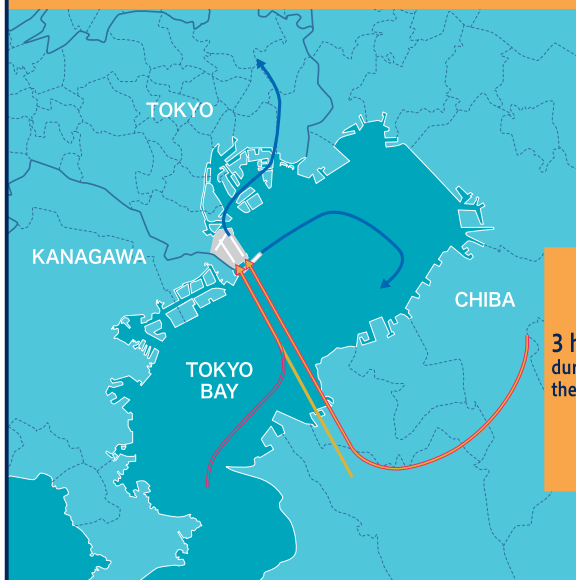 TOKYO
KANAGAWA
CHIBA
TOKYO
BAY
3 h
dur
the